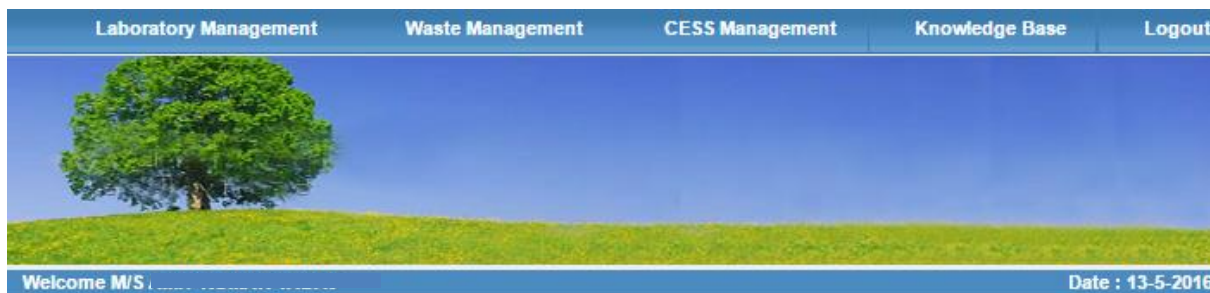 Laboratory Management Waste Management CESS Management Knowledge Base Logout
Welcome M/S Date : 13-5-2016